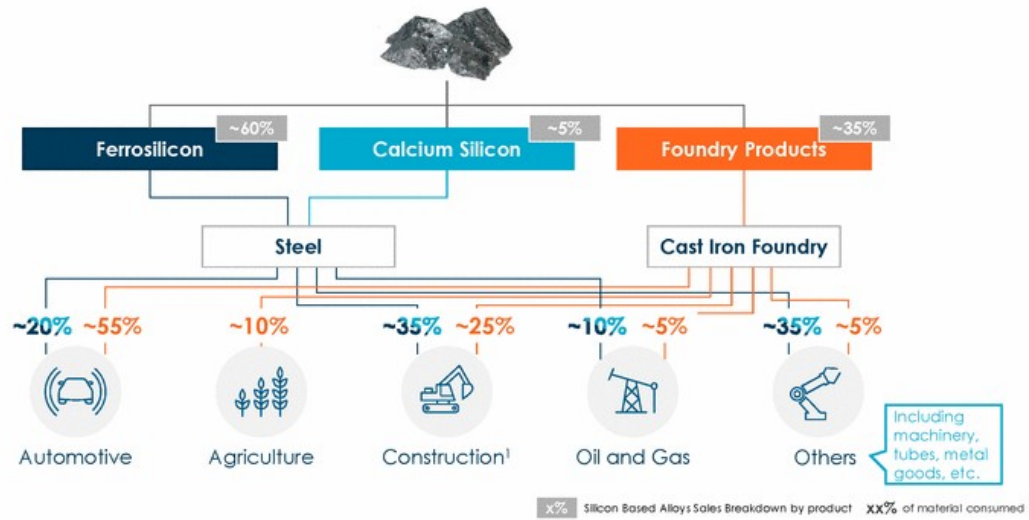 ~60%
~5%
~35%
Ferrosilicon
Calcium Silicon
Foundry Products
Steel
Cast Iron Foundry
~20% ~55%
~10%
~35% ~25%
~10% ~5%
~35% ~5%
Automotive
Agriculture
Construction¹
Oil and Gas
Others
Including
machinery,
tubes, metal
goods, etc.
X% Silicon Based Alloys Sales Breakdown by product XX% of material consumed